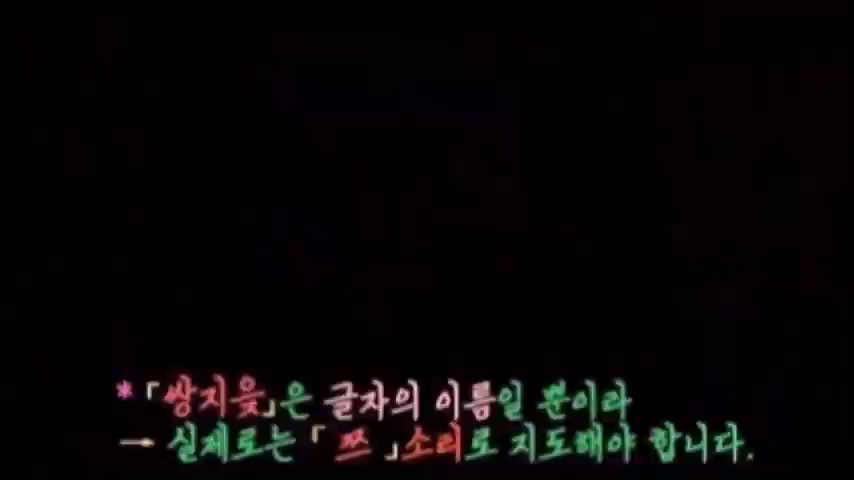 *「쌍지읒」은 글자의 이름일 뿐이라
→ 실제로는 「쯔」소리로 지도해야 합니다.